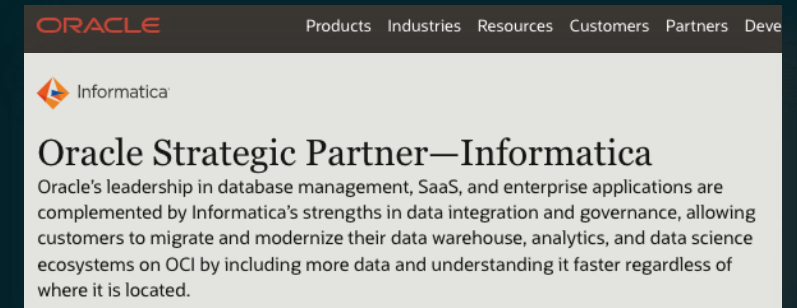 ORACLE Products Industries Resources Customers Partners Deve
Informatica
Oracle Strategic Partner—Informatica
Oracle’s leadership in database management, SaaS, and enterprise applications are
complemented by Informatica’s strengths in data integration and governance, allowing
customers to migrate and modernize their data warehouse, analytics, and data science
ecosystems on OCI by including more data and understanding it faster regardless of
where it is located.